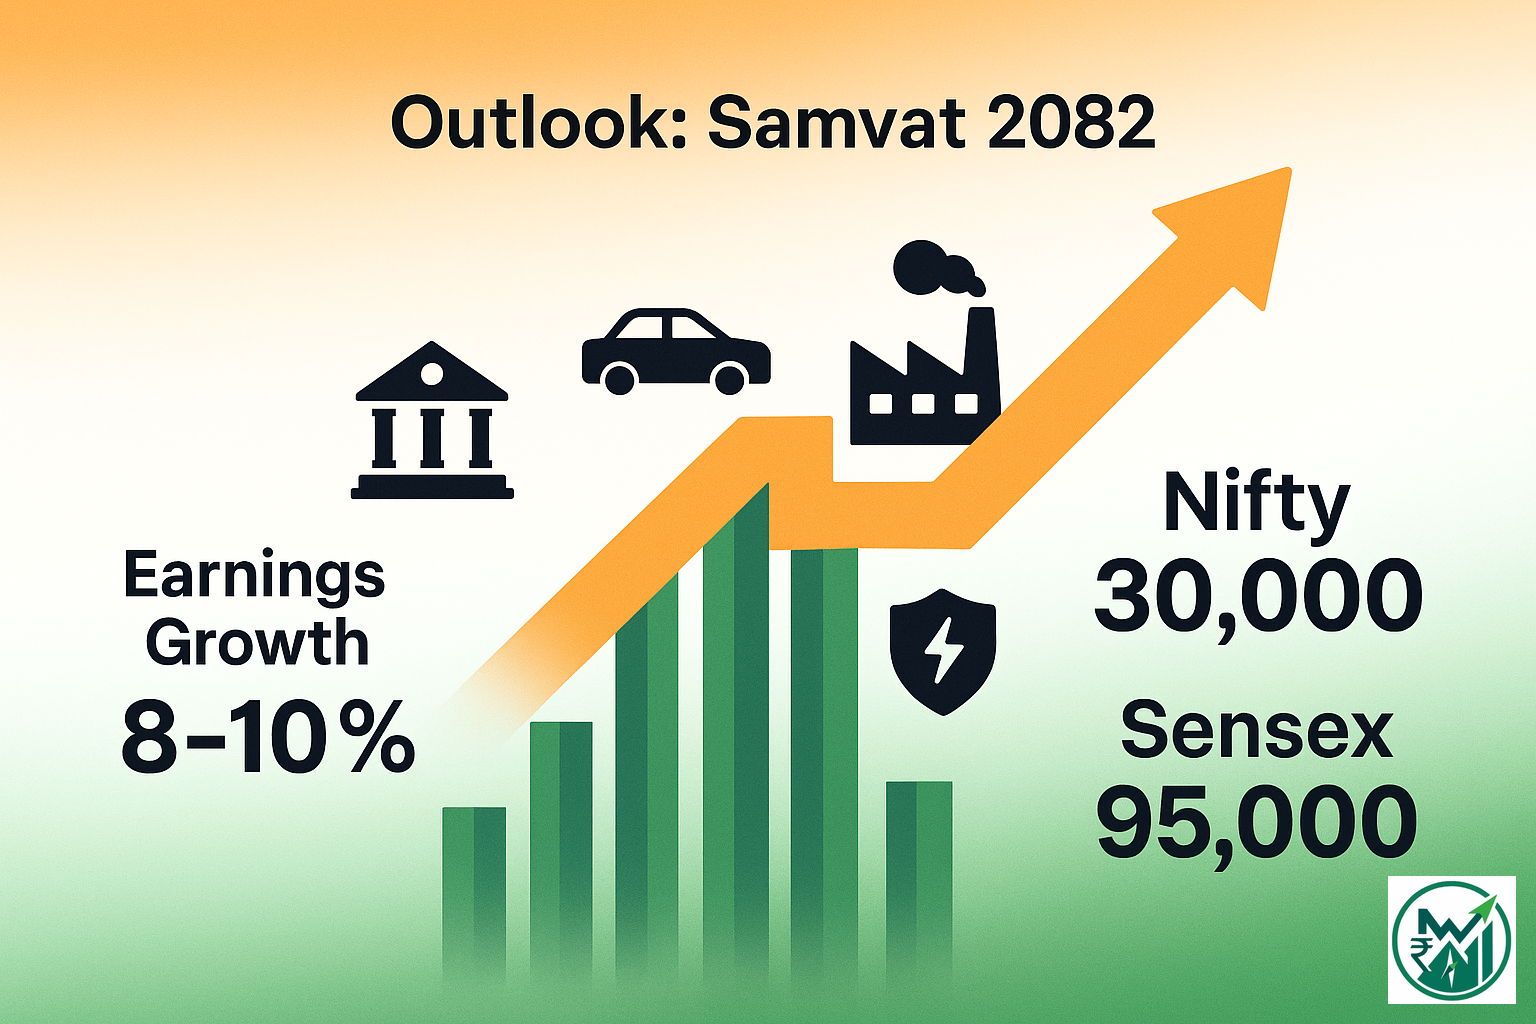 Outlook: Samvat 2082
Earnings
Growth
8–10%
Nifty
30,000
Sensex
95,000